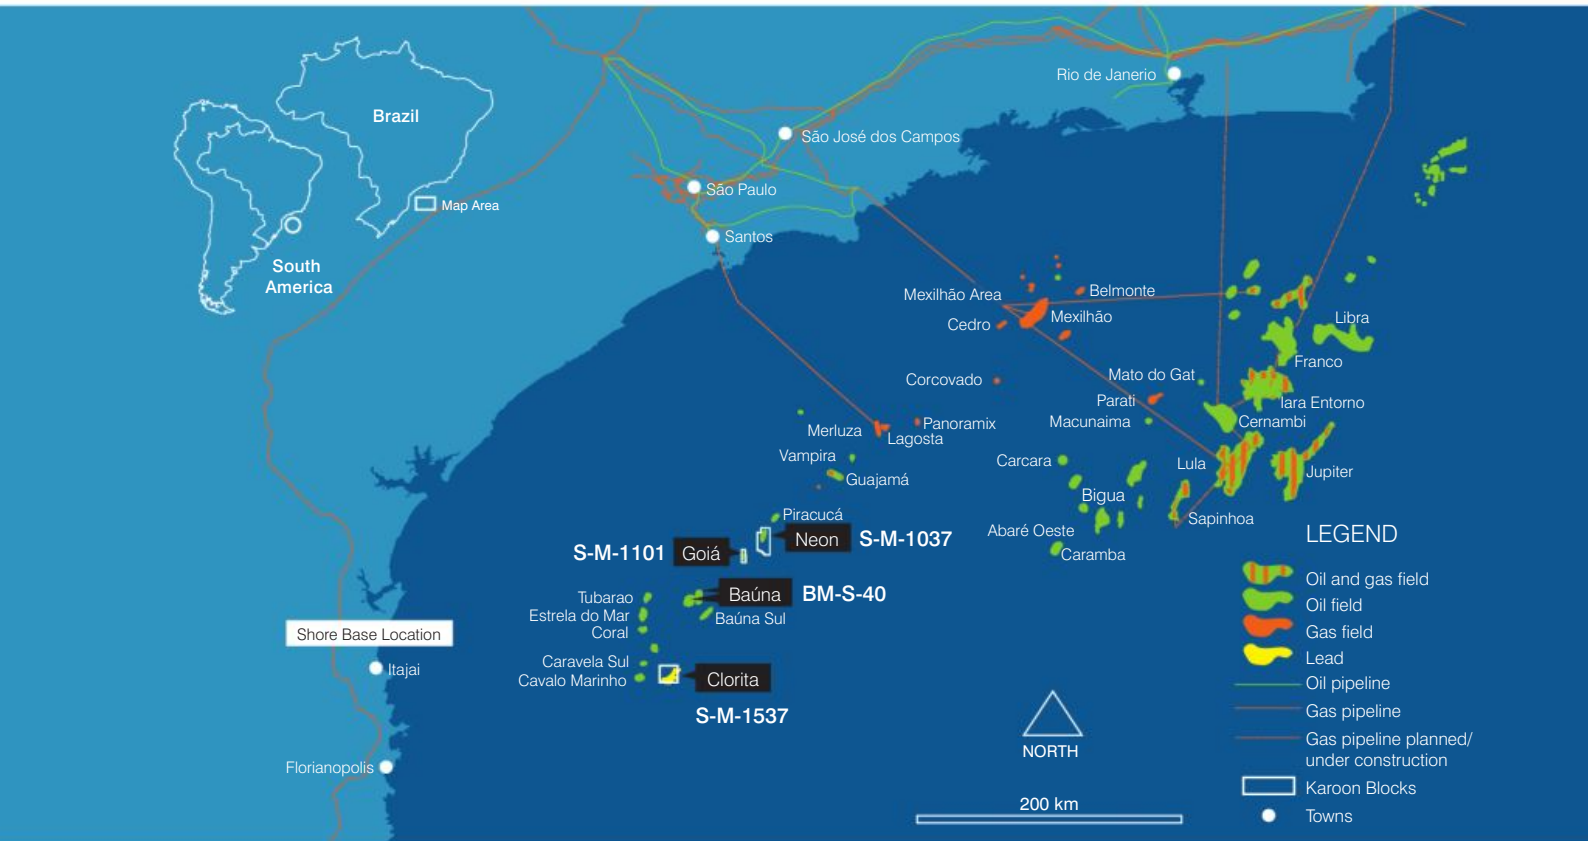 Rio de Janerio
Brazil
São José dos Campos
São Paulo
Map Area
Santos
South
America
Mexilhão Area
Belmonte
Cedro
Mexilhão
Libra
Franco
Corcovado
Mato do Gat
Parati
Iara Entorno
Macunaima
Cernambi
Merluza
Panoramix
Lagosta
Vampira
Carcara
Lula
Jupiter
Guajamá
Bigua
Piracucá
Sapinhoa
Abaré Oeste
Caramba
S-M-1101
Goiá
Neon
S-M-1037
Tubarao
Baúna
BM-S-40
Estrela do Mar
Baúna Sul
Coral
Shore Base Location
Caravela Sul
Itajai
Cavalo Marinho
Clorita
S-M-1537
Florianopolis
NORTH
200 km
LEGEND
Oil and gas field
Oil field
Gas field
Lead
Oil pipeline
Gas pipeline
Gas pipeline planned/
under construction
Karoon Blocks
Towns